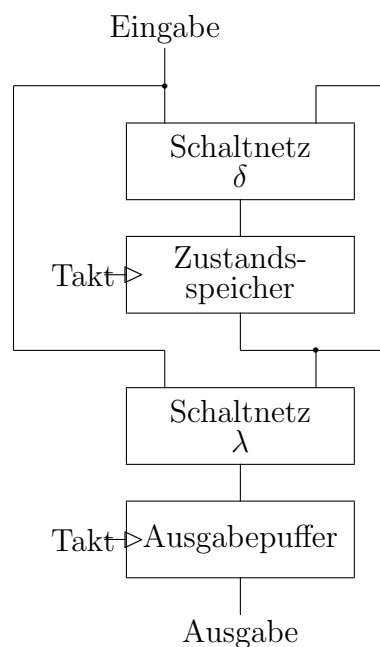 Eingabe
Schaltnetz
δ
Takt
Zustands-
speicher
Schaltnetz
λ
Takt
Ausgabepuffer
Ausgabe